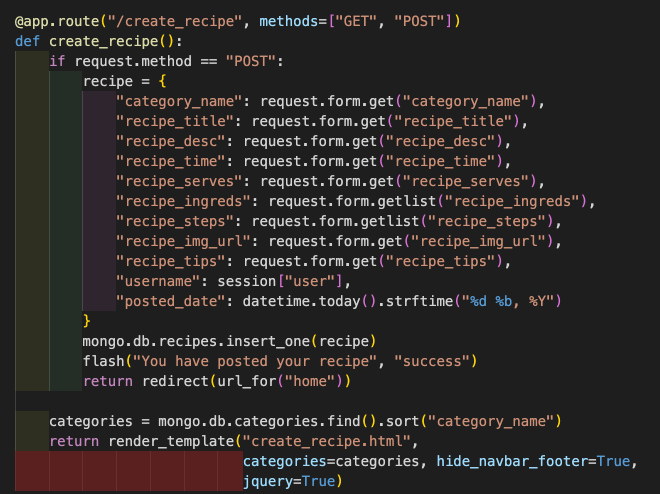 @app.route("/create_recipe", methods=["GET", "POST"])
def create_recipe():
    if request.method == "POST":
        recipe = {
            "category_name": request.form.get("category_name"),
            "recipe_title": request.form.get("recipe_title"),
            "recipe_desc": request.form.get("recipe_desc"),
            "recipe_time": request.form.get("recipe_time"),
            "recipe_serves": request.form.get("recipe_serves"),
            "recipe_ingreds": request.form.getlist("recipe_ingreds"),
            "recipe_steps": request.form.getlist("recipe_steps"),
            "recipe_img_url": request.form.get("recipe_img_url"),
            "recipe_tips": request.form.get("recipe_tips"),
            "username": session["user"],
            "posted_date": datetime.today().strftime("%d %b, %Y")
        }
        mongo.db.recipes.insert_one(recipe)
        flash("You have posted your recipe", "success")
        return redirect(url_for("home"))

    categories = mongo.db.categories.find().sort("category_name")
    return render_template("create_recipe.html",
                           categories=categories, hide_navbar_footer=True,
                           jquery=True)